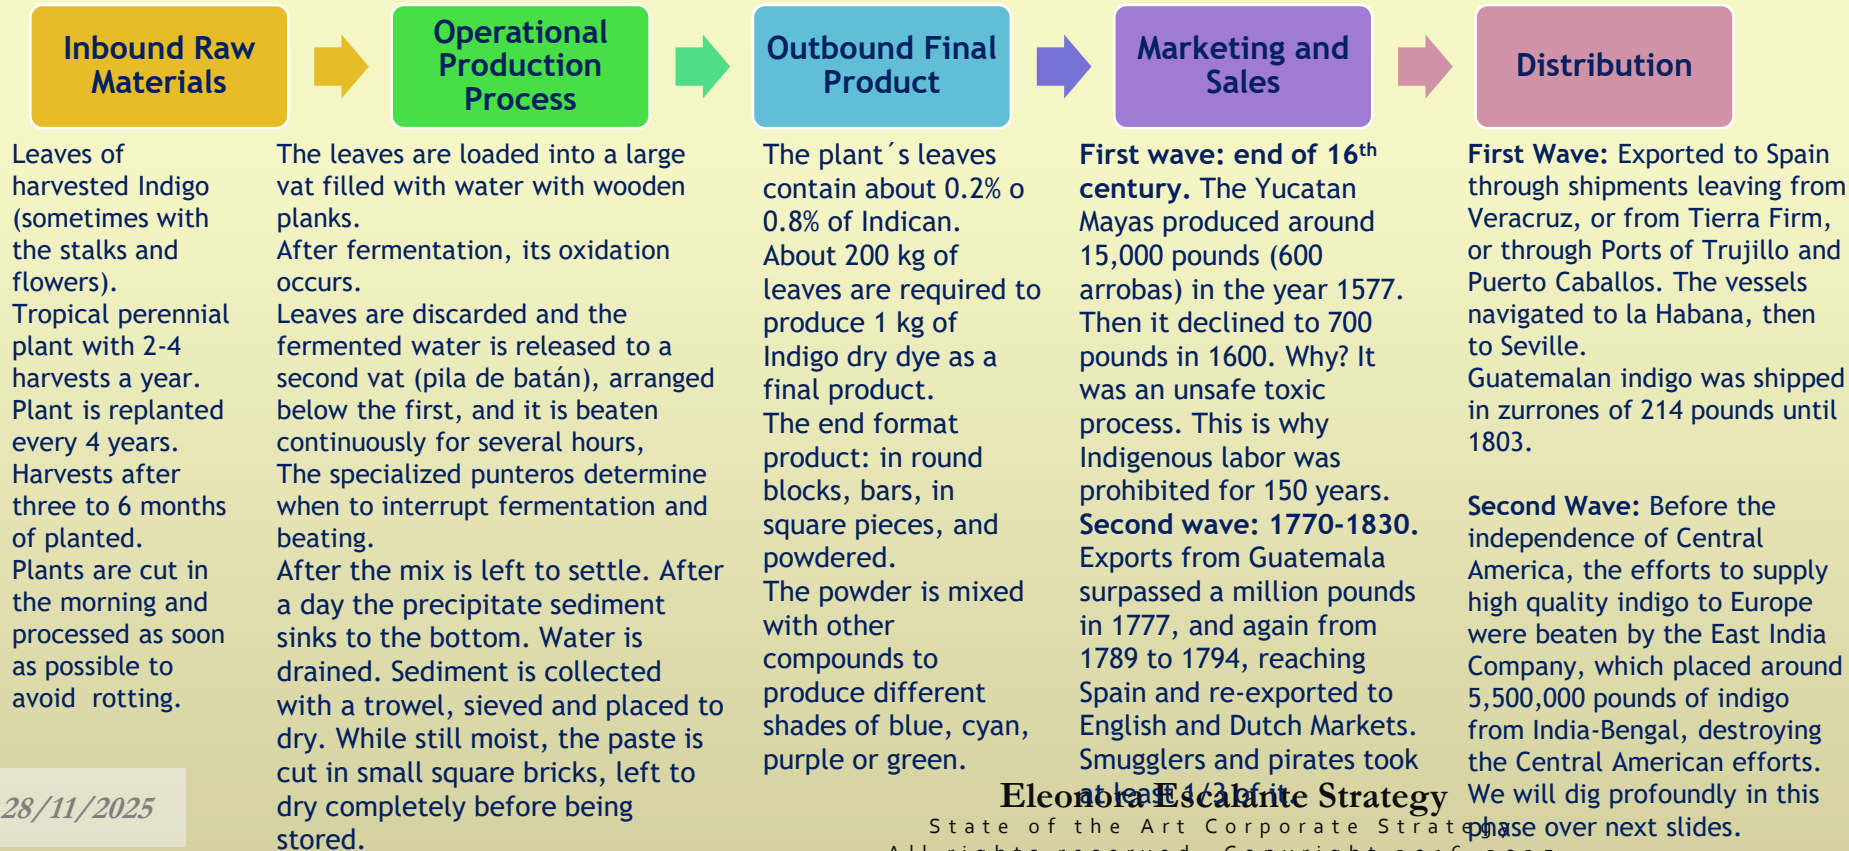 Inbound Raw
Materials
Operational
Production
Process
Outbound Final
Product
Marketing and
Sales
Distribution
Leaves of
harvested Indigo
(sometimes with
the stalks and
flowers).
Tropical perennial
plant with 2-4
harvests a year.
Plant is replanted
every 4 years.
Harvests after
three to 6 months
of planted.
Plants are cut in
the morning and
processed as soon
as possible to
avoid rotting.
The leaves are loaded into a large
vat filled with water with wooden
planks.
After fermentation, its oxidation
occurs.
Leaves are discarded and the
fermented water is released to a
second vat (pila de batán), arranged
below the first, and it is beaten
continuously for several hours,
The specialized punteros determine
when to interrupt fermentation and
beating.
After the mix is left to settle. After
a day the precipitate sediment
sinks to the bottom. Water is
drained. Sediment is collected
with a trowel, sieved and placed to
dry. While still moist, the paste is
cut in small square bricks, left to
dry completely before being
stored.
The plant´s leaves
contain about 0.2% o
0.8% of Indican.
About 200 kg of
leaves are required to
produce 1 kg of
Indigo dry dye as a
final product.
The end format
product: in round
blocks, bars, in
square pieces, and
powdered.
The powder is mixed
with other
compounds to
produce different
shades of blue, cyan,
purple or green.
First wave: end of 16th
century. The Yucatan
Mayas produced around
15,000 pounds (600
arrobas) in the year 1577.
Then it declined to 700
pounds in 1600. Why? It
was an unsafe toxic
process. This is why
Indigenous labor was
prohibited for 150 years.
Second wave: 1770-1830.
Exports from Guatemala
surpassed a million pounds
in 1777, and again from
1789 to 1794, reaching
Spain and re-exported to
English and Dutch Markets.
Smugglers and pirates took
at least 1/3 of it.
First Wave: Exported to Spain
through shipments leaving from
Veracruz, or from Tierra Firm,
or through Ports of Trujillo and
Puerto Caballos. The vessels
navigated to la Habana, then
to Seville.
Guatemalan indigo was shipped
in zurrones of 214 pounds until
1803.
Second Wave: Before the
independence of Central
America, the efforts to supply
high quality indigo to Europe
were beaten by the East India
Company, which placed around
5,500,000 pounds of indigo
from India-Bengal, destroying
the Central American efforts.
We will dig profoundly in this
phase over next slides.
28/11/2025
Eleonora Escalante Strategy
State of the Art Corporate Strategy